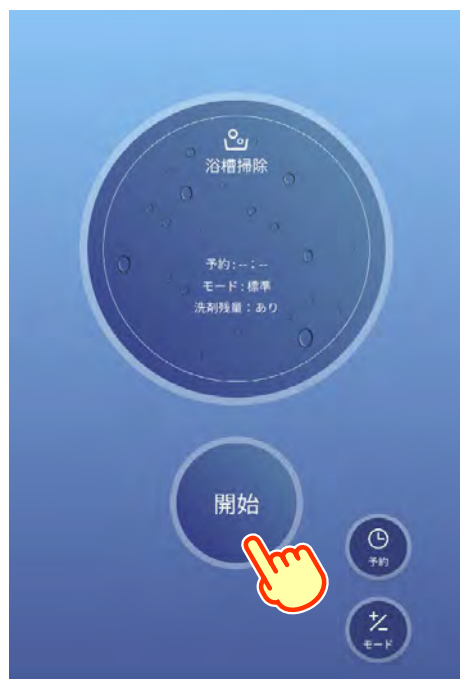 浴槽掃除
予約：--：--
モード：標準
洗剤残量：あり
開始
予約
モード